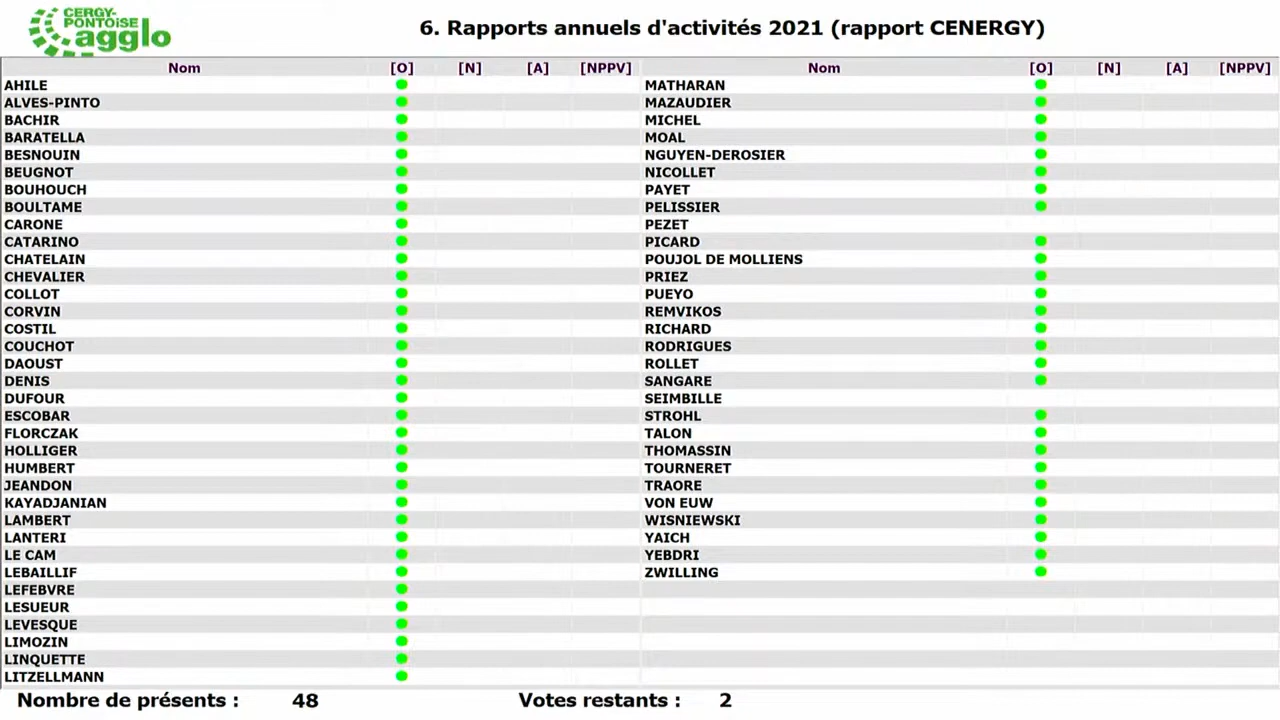 CERGY-
PONTOISE
agglo
6. Rapports annuels d'activités 2021 (rapport CENERGY)
Nom [O] [N] [A] [NPPV] Nom [O] [N] [A] [NPPV]
AHILE MATHARAN
ALVES-PINTO MAZAUDIER
BACHIR MICHEL
BARATELLA MOAL
BESNOUIN NGUYEN-DEROSIER
BEUGNOT NICOLLET
BOUHOUCH PAYET
BOULTAME PELISSIER
CARONE PEZET
CATARINO PICARD
CHATELAIN POUJOL DE MOLLIENS
CHEVALIER PRIEZ
COLLOT PUEYO
CORVIN REMVIKOS
COSTIL RICHARD
COUCHOT RODRIGUES
DAOUST ROLLET
DENIS SANGARE
DUFOUR SEIMBILLE
ESCOBAR STROHL
FLORCZAK TALON
HOLLIGER THOMASSIN
HUMBERT TOURNERET
JEANDON TRAORE
KAYADJANIAN VON EUW
LAMBERT WISNIEWSKI
LANTERI YAICH
LE CAM YEBDRI
LEBAILLIF ZWILLING
LEFEBVRE
LESUEUR
LEVESQUE
LIMOZIN
LINQUETTE
LITZELLMANN
Nombre de présents : 48 Votes restants : 2